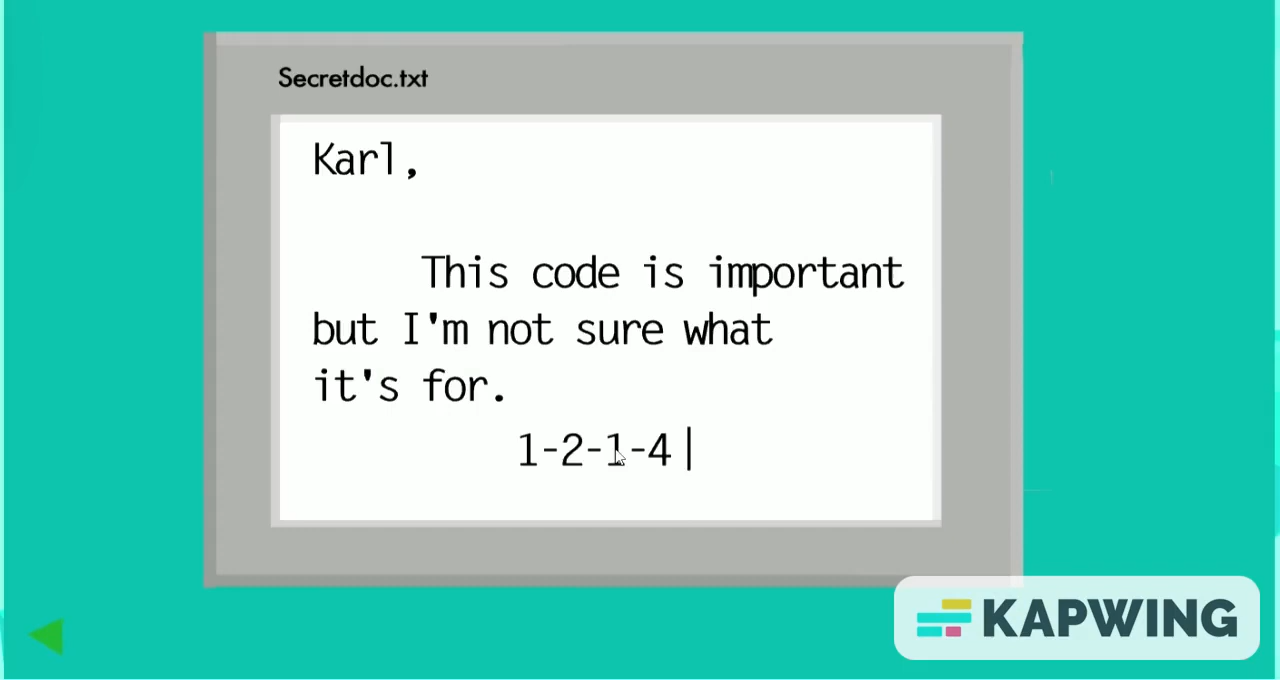 Secretdoc.txt
Karl,
This code is important
but I'm not sure what
it's for.
1-2-1-4
KAPWING